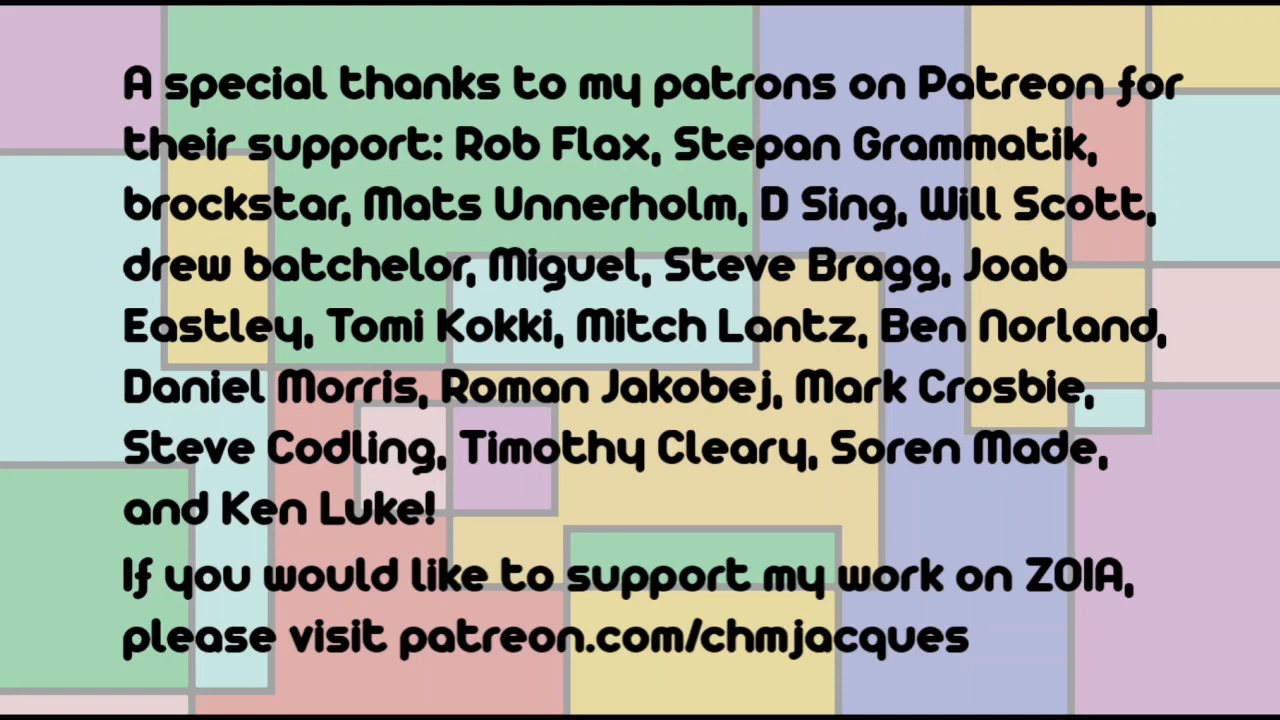 A special thanks to my patrons on Patreon for
their support: Rob Flax, Stepan Grammatik,
brockstar, Mats Unnerholm, D Sing, Will Scott,
drew batchelor, Miguel, Steve Bragg, Joab
Eastley, Tomi Kokki, Mitch Lantz, Ben Norland,
Daniel Morris, Roman Jakobej, Mark Crosbie,
Steve Codling, Timothy Cleary, Soren Made,
and Ken Luke!
If you would like to support my work on ZOIA,
please visit patreon.com/chmjacques